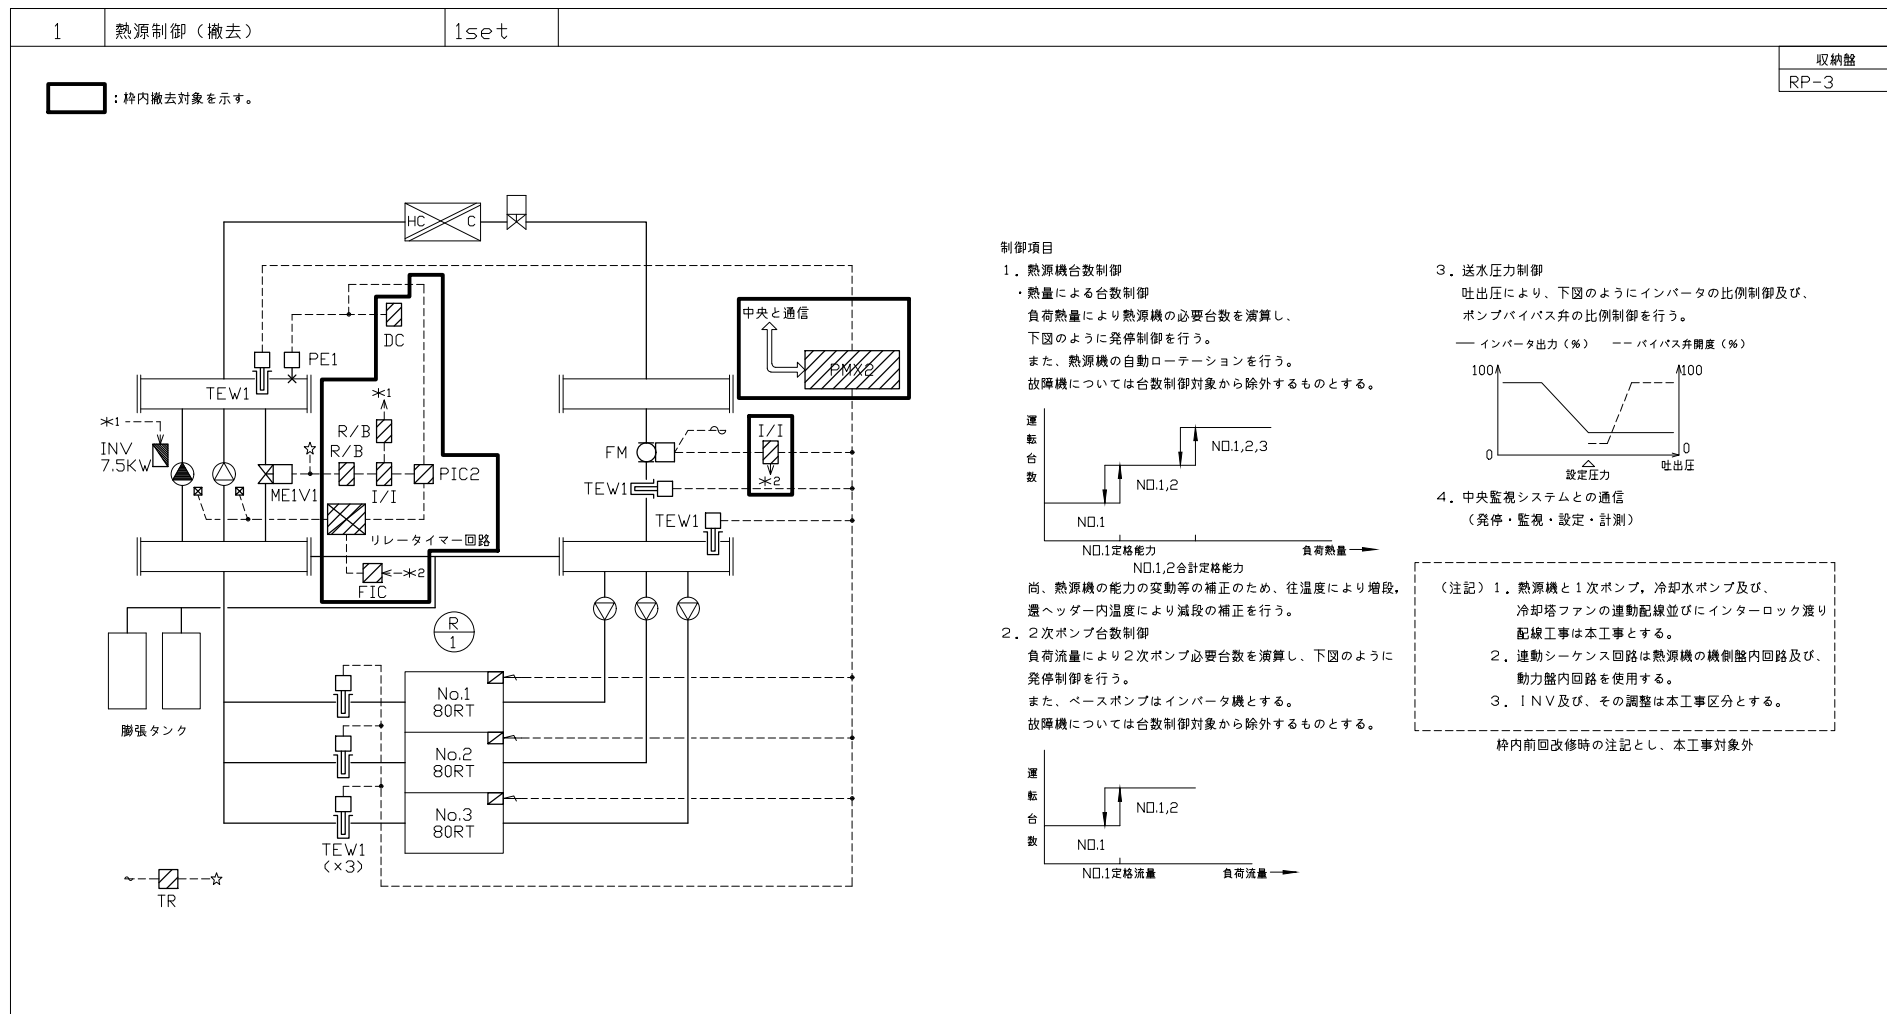 1 熱源制御（撤去） 1set
収納盤
RP-3
：枠内撤去対象を示す。
HC C
中央と通信
PMX2
DC
PE1
TEW1
*1
*1
INV
7.5KW
R/B
R/B
ME1V1
I/I
PIC2
リレータイマー回路
*2
FIC
FM
I/I
*2
TEW1
TEW1
膨張タンク
R
1
No.1
80RT
No.2
80RT
No.3
80RT
TEW1
(×3)
TR
制御項目
1．熱源機台数制御
・熱量による台数制御
負荷熱量により熱源機の必要台数を演算し、
下図のように発停制御を行う。
また、熱源機の自動ローテーションを行う。
故障機については台数制御対象から除外するものとする。
運転台数
NO.1,2,3
NO.1,2
NO.1
NO.1定格能力
負荷熱量
NO.1,2合計定格能力
尚、熱源機の能力の変動等の補正のため、往温度により増段，
還ヘッダー内温度により減段の補正を行う。
2．2次ポンプ台数制御
負荷流量により2次ポンプ必要台数を演算し、下図のように
発停制御を行う。
また、ベースポンプはインバータ機とする。
故障機については台数制御対象から除外するものとする。
運転台数
NO.1,2
NO.1
NO.1定格流量
負荷流量
3．送水圧力制御
吐出圧により、下図のようにインバータの比例制御及び、
ポンプバイパス弁の比例制御を行う。
インバータ出力（％） バイパス弁開度（％）
100 100
0 0
設定圧力
吐出圧
4．中央監視システムとの通信
（発停・監視・設定・計測）
（注記）1．熱源機と1次ポンプ，冷却水ポンプ及び、
冷却塔ファンの連動配線並びにインターロック渡り
配線工事は本工事とする。
2．連動シーケンス回路は熱源機の機側盤内回路及び、
動力盤内回路を使用する。
3．INV及び、その調整は本工事区分とする。
枠内前回改修時の注記とし、本工事対象外